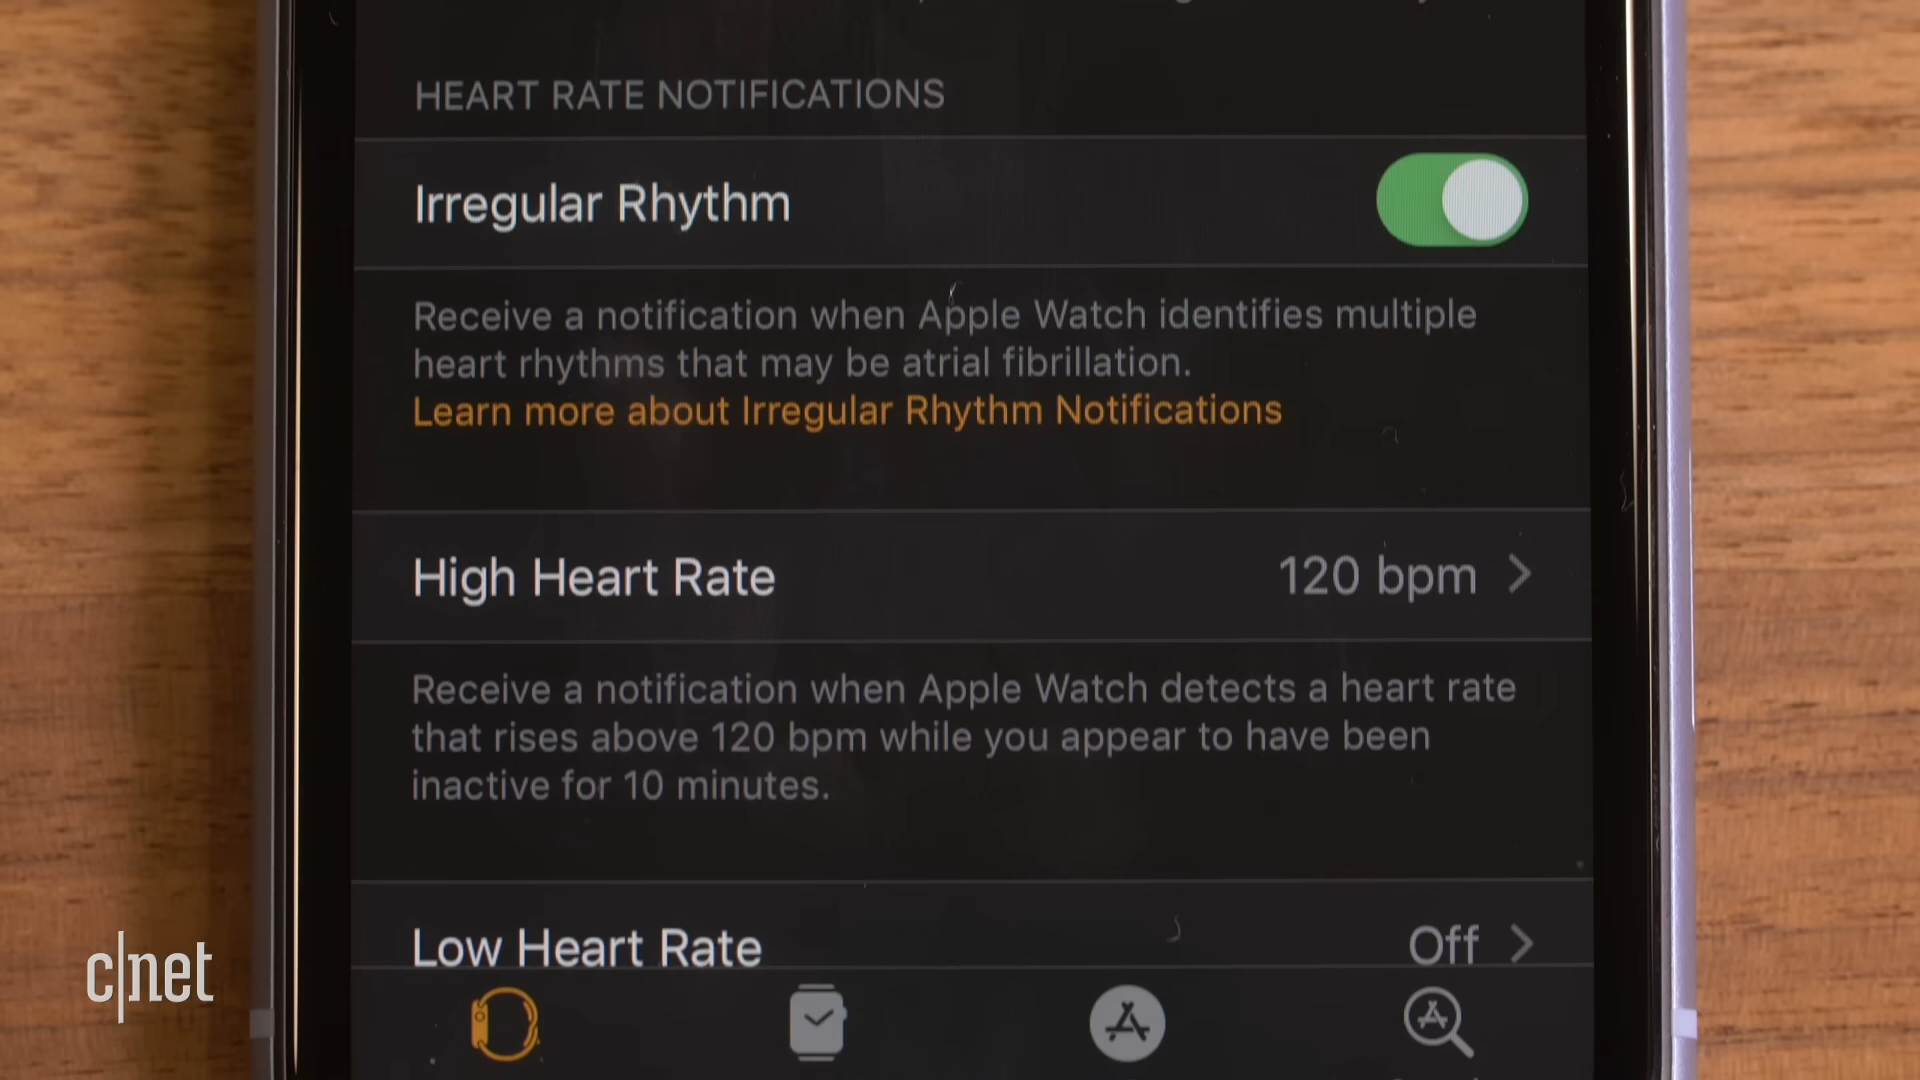 HEART RATE NOTIFICATIONS
Irregular Rhythm
Receive a notification when Apple Watch identifies multiple
heart rhythms that may be atrial fibrillation.
Learn more about Irregular Rhythm Notifications
High Heart Rate 120 bpm
Receive a notification when Apple Watch detects a heart rate
that rises above 120 bpm while you appear to have been
inactive for 10 minutes.
Low Heart Rate Off
c|net